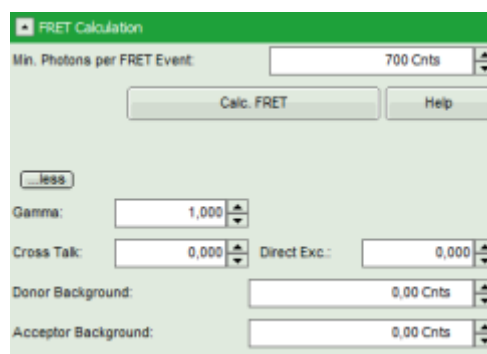 FRET Calculation
Min. Photons per FRET Event: 700 Cnts
Calc. FRET Help
...less
Gamma: 1,000
Cross Talk: 0,000 Direct Exc.: 0,000
Donor Background: 0,00 Cnts
Acceptor Background: 0,00 Cnts